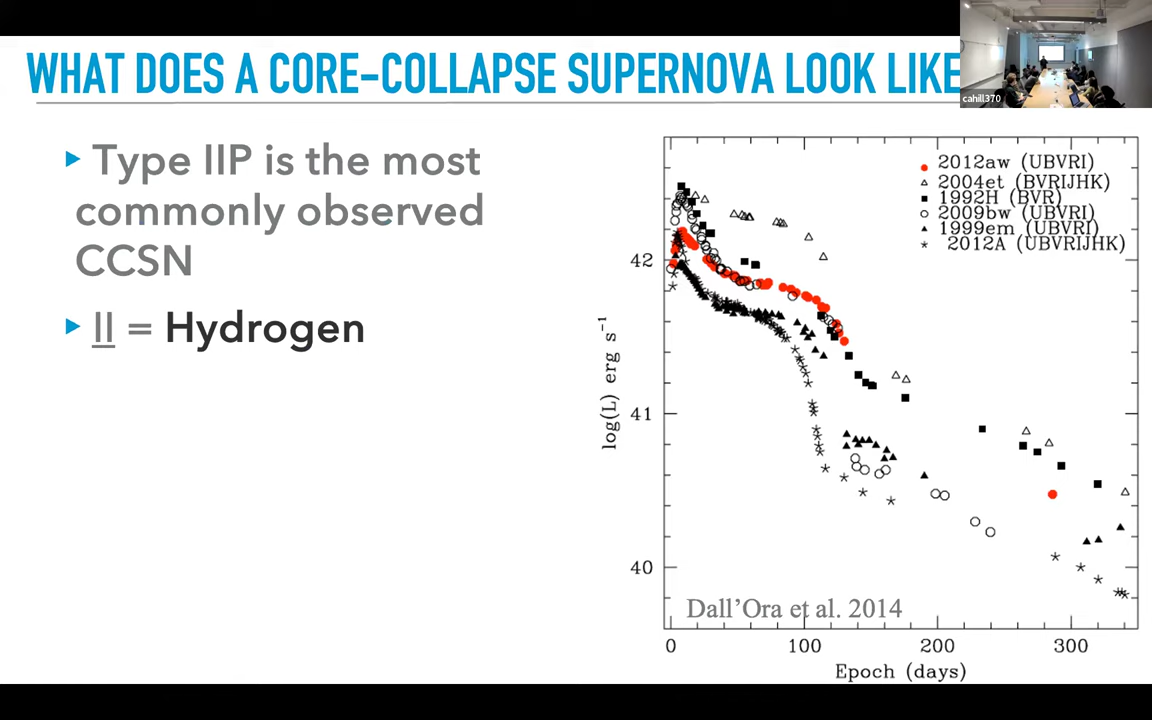 WHAT DOES A CORE-COLLAPSE SUPERNOVA LOOK LIKE
cahill370
▸ Type IIP is the most
commonly observed
CCSN
▸ II = Hydrogen
2012aw (UBVRI)
2004et (BVRIJHK)
1992H (BVR)
2009bw (UBVRI)
1999em (UBVRI)
2012A (UBVRIJHK)
42
41
40
log(L) erg s⁻¹
Dall'Ora et al. 2014
0 100 200 300
Epoch (days)